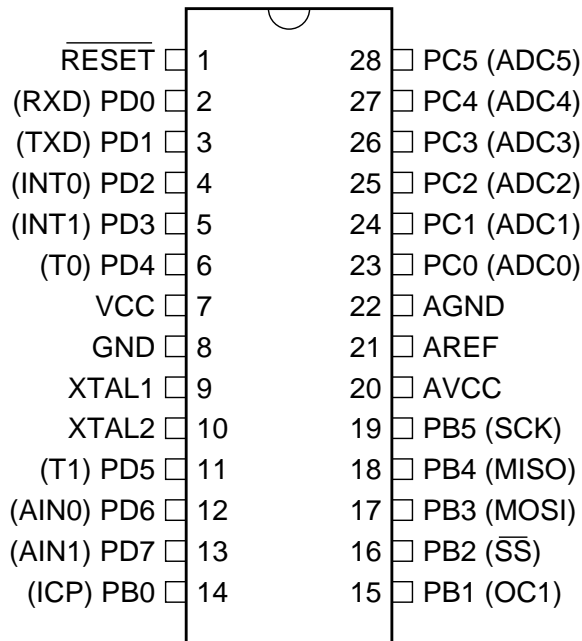 R̅E̅S̅E̅T̅ 1 28 PC5 (ADC5)
(RXD) PD0 2 27 PC4 (ADC4)
(TXD) PD1 3 26 PC3 (ADC3)
(INT0) PD2 4 25 PC2 (ADC2)
(INT1) PD3 5 24 PC1 (ADC1)
(T0) PD4 6 23 PC0 (ADC0)
VCC 7 22 AGND
GND 8 21 AREF
XTAL1 9 20 AVCC
XTAL2 10 19 PB5 (SCK)
(T1) PD5 11 18 PB4 (MISO)
(AIN0) PD6 12 17 PB3 (MOSI)
(AIN1) PD7 13 16 PB2 (S̅S̅)
(ICP) PB0 14 15 PB1 (OC1)